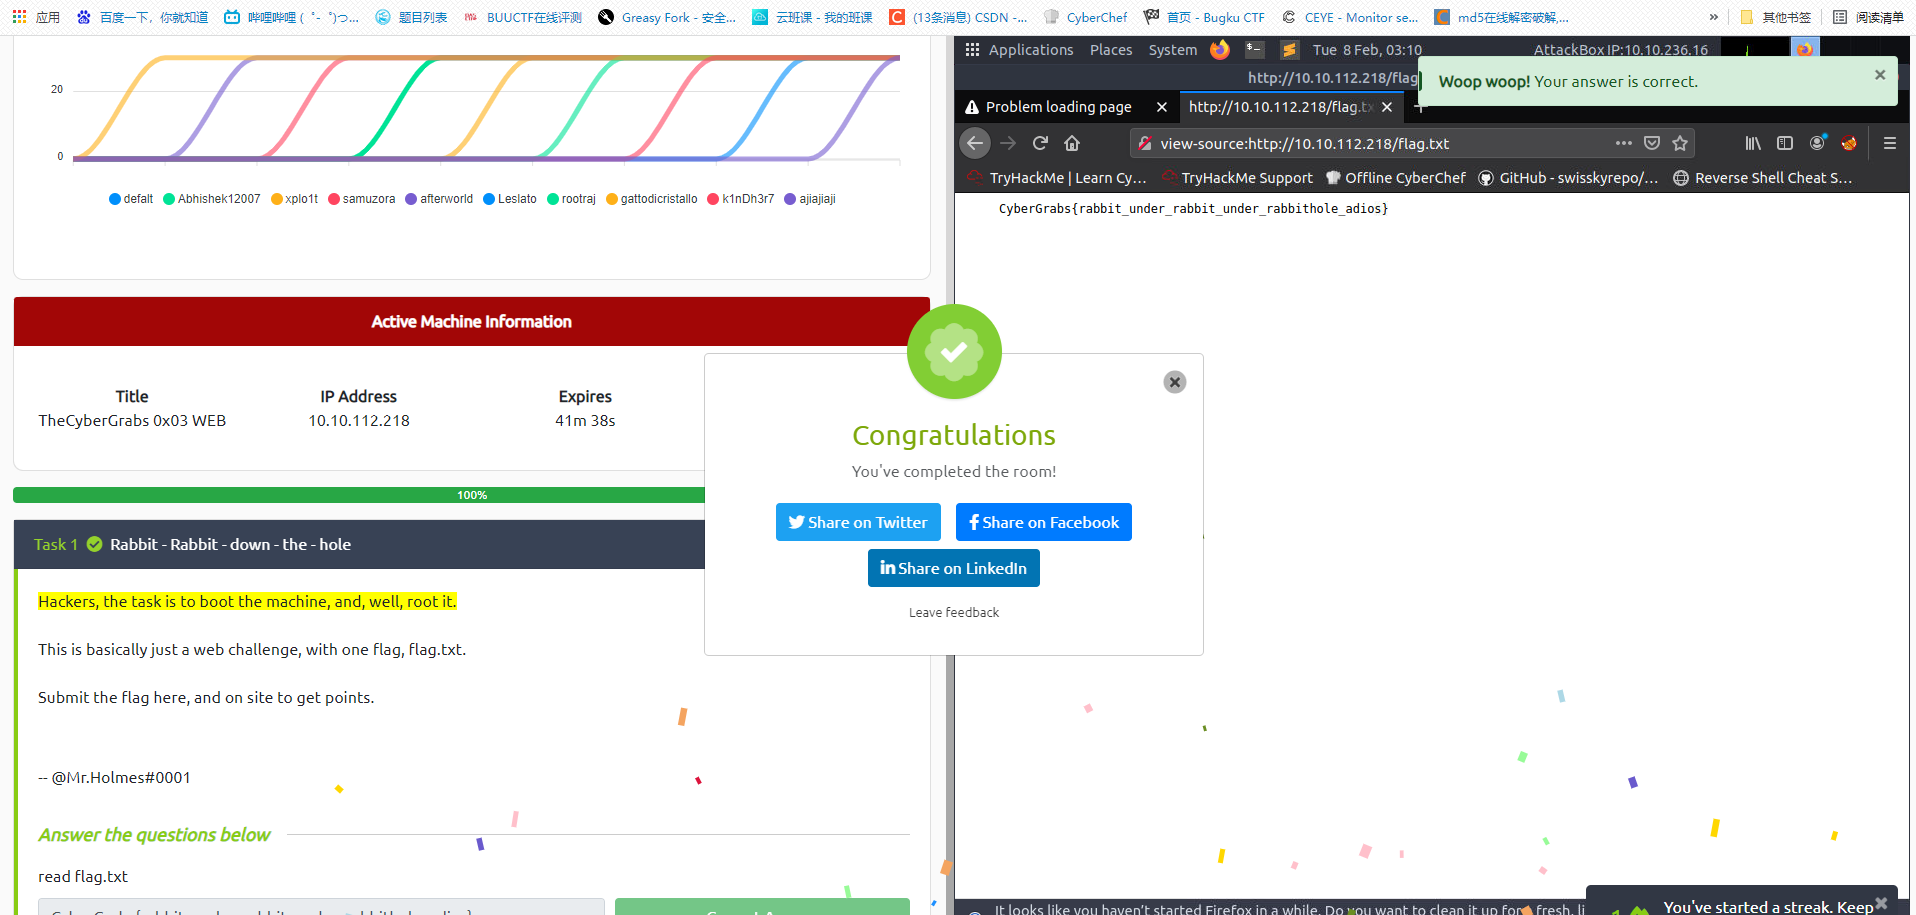 应用 百度一下，你就知道 哔哩哔哩 (゜-゜)つ... 题目列表 BUUCTF在线评测 Greasy Fork - 安全... 云班课 - 我的班课 (13条消息) CSDN -... CyberChef 首页 - Bugku CTF CEYE - Monitor se... md5在线解密破解,... » 其他书签 阅读清单
20
0
defalt Abhishek12007 xplo1t samuzora afterworld Leslato rootraj gattodicristallo k1nDh3r7 ajiajiaji
Active Machine Information
Title IP Address Expires
TheCyberGrabs 0x03 WEB 10.10.112.218 41m 38s
100%
Task 1 Rabbit - Rabbit - down - the - hole
Hackers, the task is to boot the machine, and, well, root it.
This is basically just a web challenge, with one flag, flag.txt.
Submit the flag here, and on site to get points.
-- @Mr.Holmes#0001
Answer the questions below
read flag.txt
Applications Places System Tue 8 Feb, 03:10 AttackBox IP:10.10.236.16
http://10.10.112.218/flag
Woop woop! Your answer is correct.
Problem loading page http://10.10.112.218/flag.tx
view-source:http://10.10.112.218/flag.txt
TryHackMe | Learn Cy... TryHackMe Support Offline CyberChef GitHub - swisskyrepo/... Reverse Shell Cheat S...
CyberGrabs{rabbit_under_rabbit_under_rabbithole_adios}
Congratulations
You've completed the room!
Share on Twitter Share on Facebook
Share on LinkedIn
Leave feedback
It looks like you haven't started Firefox in a while. Do you want to clean it up for a fresh, li
You've started a streak. Keep